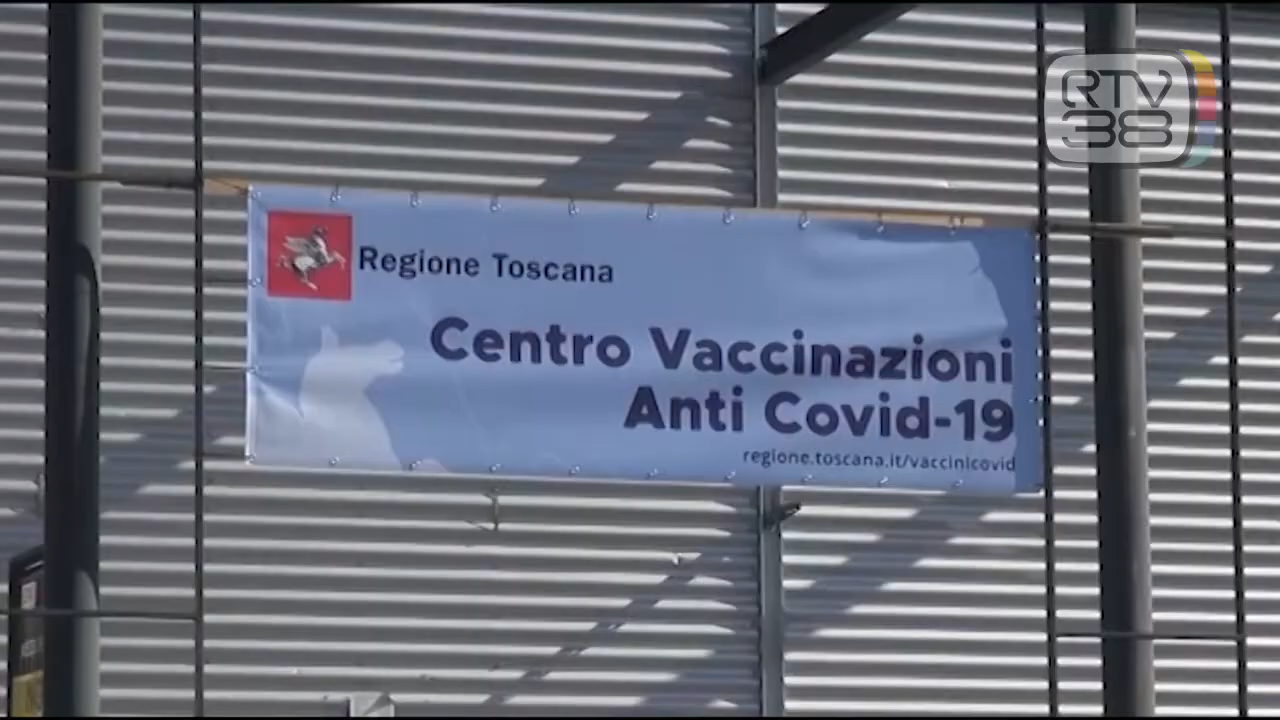 RTV
38
Regione Toscana
Centro Vaccinazioni
Anti Covid-19
regione.toscana.it/vaccinicovid